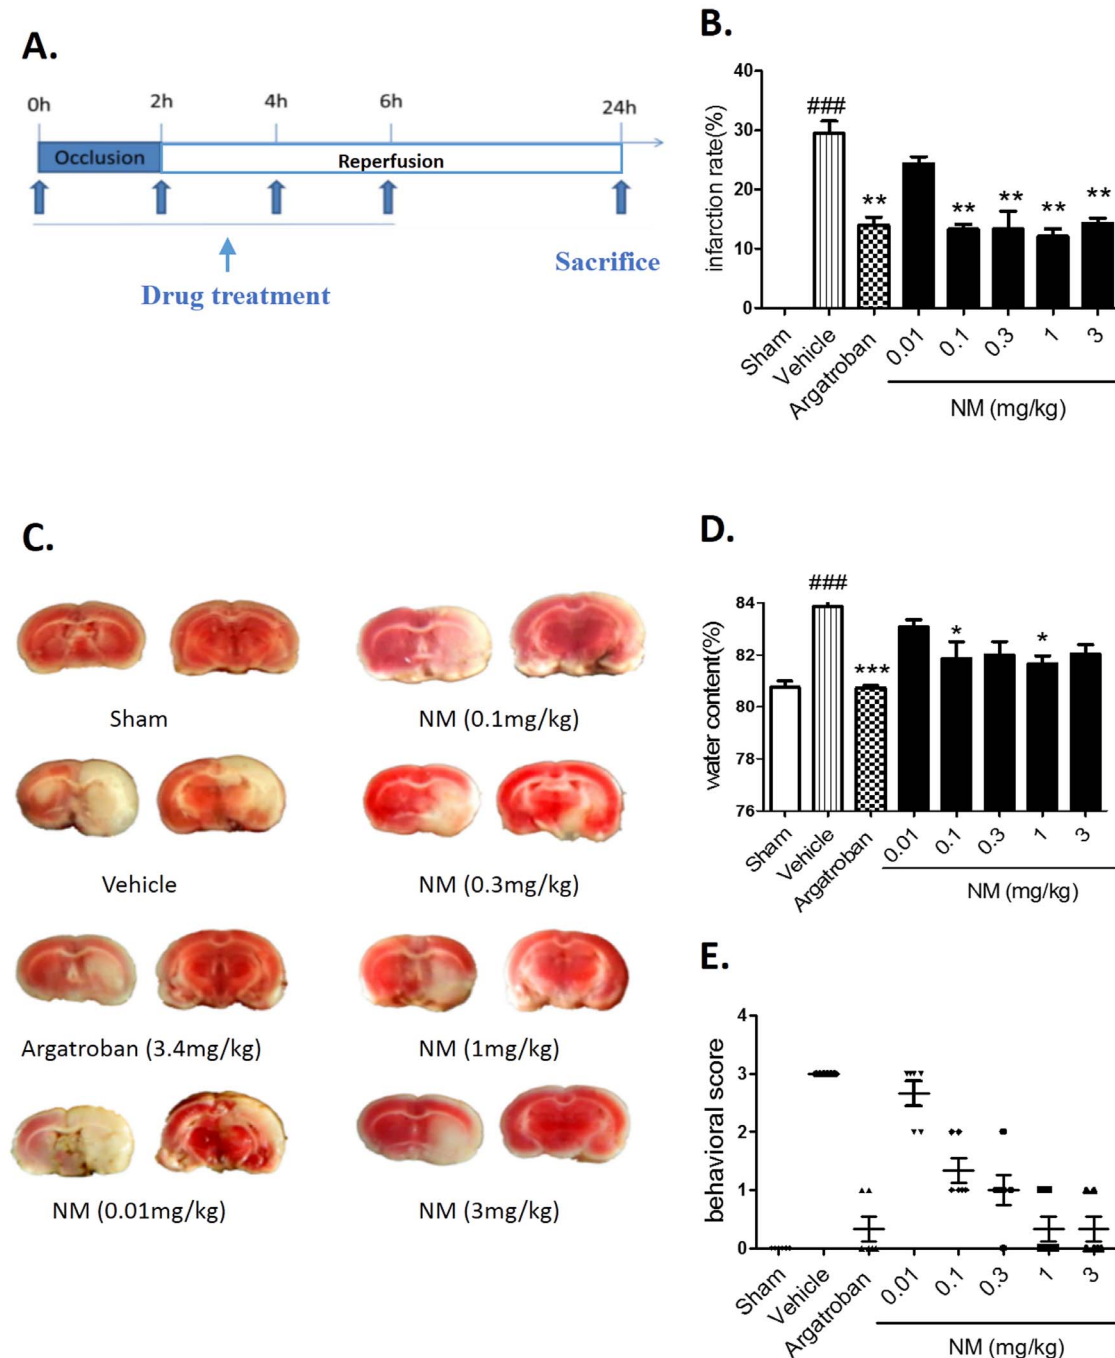 A.
0h 2h 4h 6h 24h
Occlusion Reperfusion
Drug treatment
Sacrifice
B.
infarction rate(%)
40
30
20
10
0
###
** ** ** ** **
Sham Vehicle Argatroban 0.01 0.1 0.3 1 3
NM (mg/kg)
C.
Sham
NM (0.1mg/kg)
Vehicle
NM (0.3mg/kg)
Argatroban (3.4mg/kg)
NM (1mg/kg)
NM (0.01mg/kg)
NM (3mg/kg)
D.
water content(%)
84
82
80
78
76
###
*** * *
Sham Vehicle Argatroban 0.01 0.1 0.3 1 3
NM (mg/kg)
E.
behavioral score
4
3
2
1
0
Sham Vehicle Argatroban 0.01 0.1 0.3 1 3
NM (mg/kg)